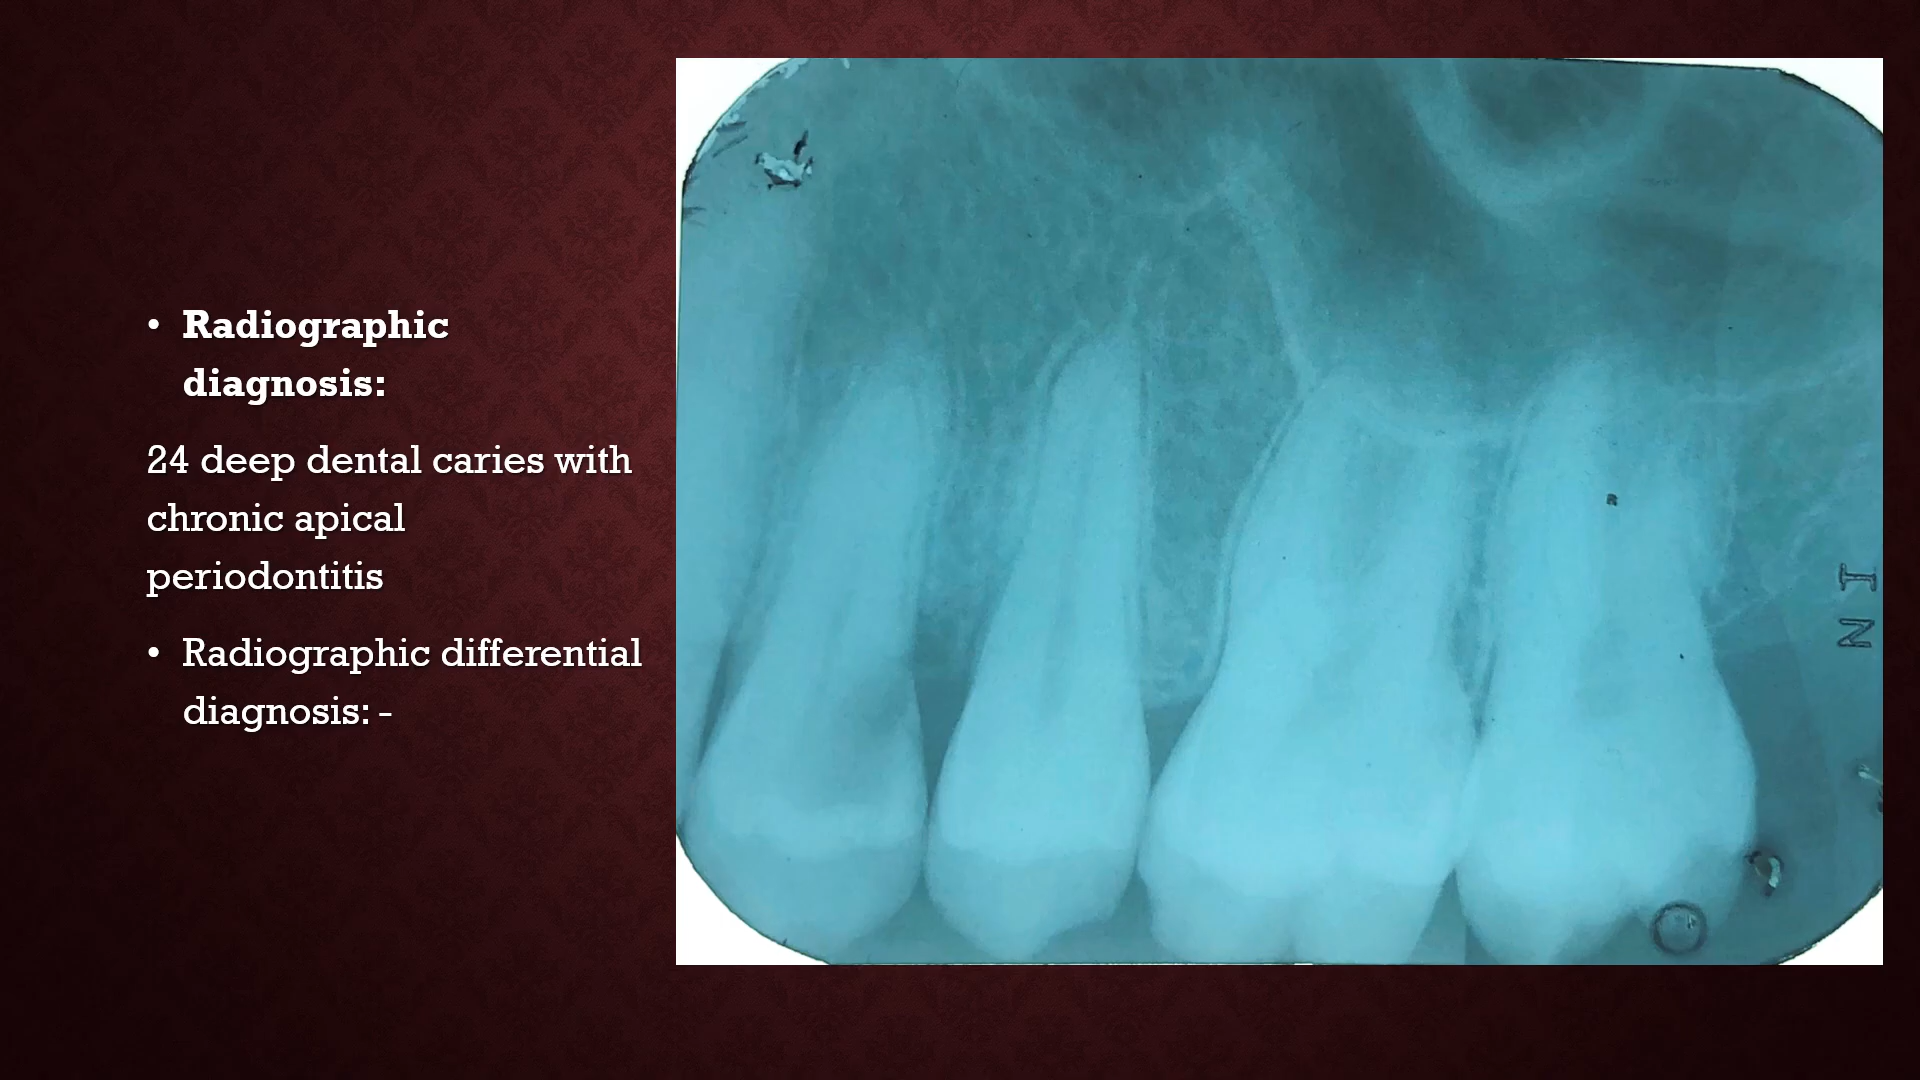 • Radiographic
diagnosis:
24 deep dental caries with
chronic apical
periodontitis
• Radiographic differential
diagnosis: -